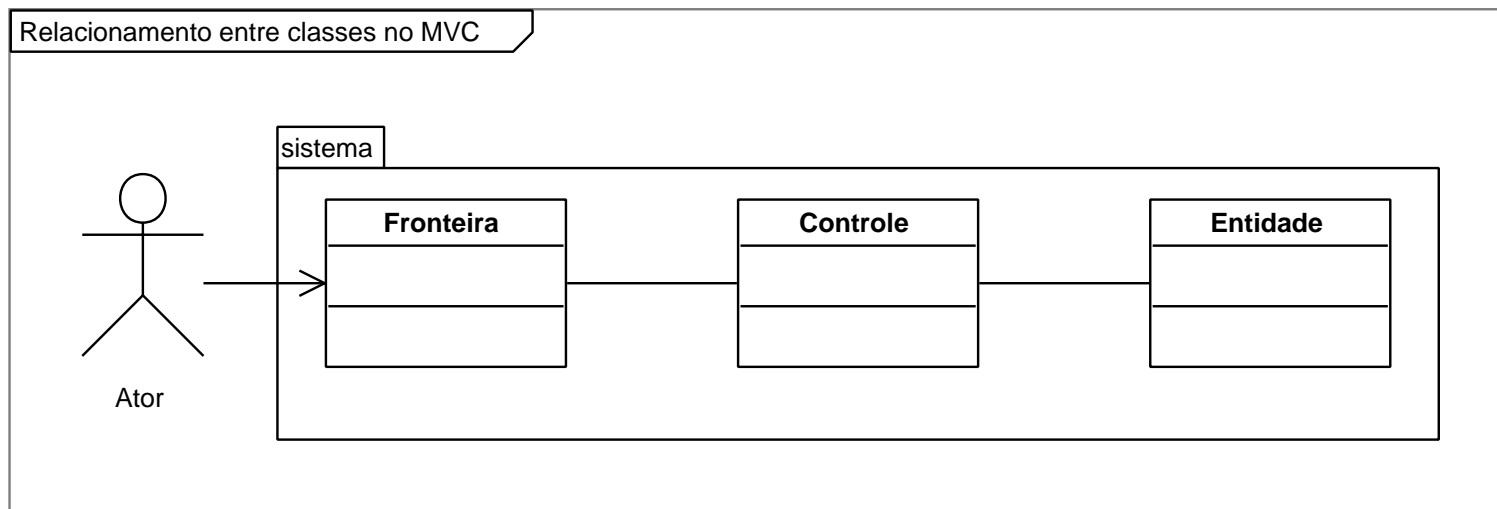 Relacionamento entre classes no MVC
sistema
Fronteira
Controle
Entidade
Ator